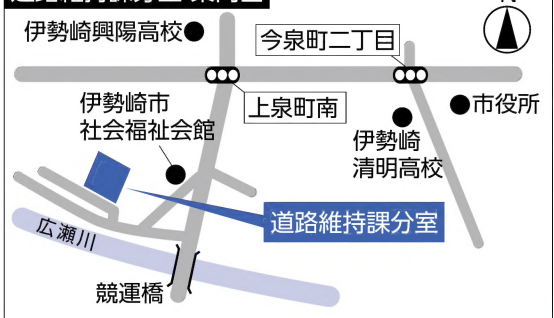 伊勢崎興陽高校
今泉町二丁目
上泉町南
市役所
伊勢崎市
社会福祉会館
伊勢崎
清明高校
道路維持課分室
広瀬川
競運橋